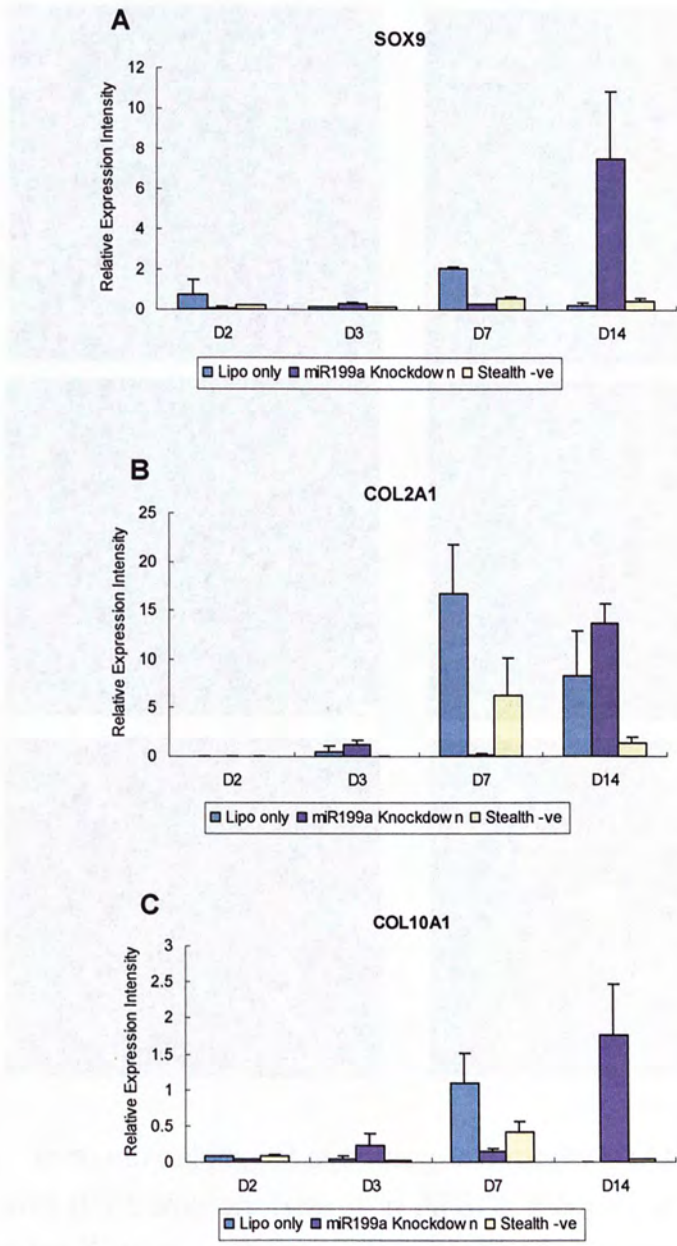 A
SOX9
Relative Expression Intensity
12
10
8
6
4
2
0
D2 D3 D7 D14
Lipo only miR199a Knockdown Stealth -ve
B
COL2A1
Relative Expression Intensity
25
20
15
10
5
0
D2 D3 D7 D14
Lipo only miR199a Knockdown Stealth -ve
C
COL10A1
Relative Expression Intensity
3
2.5
2
1.5
1
0.5
0
D2 D3 D7 D14
Lipo only miR199a Knockdown Stealth -ve